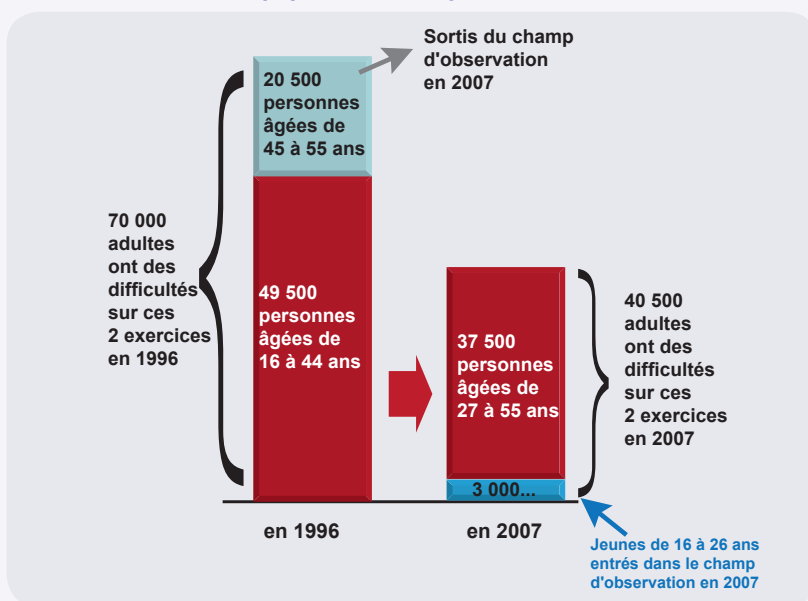 Sortis du champ
d'observation
en 2007
20 500
personnes
âgées de
45 à 55 ans
70 000
adultes
ont des
difficultés
sur ces
2 exercices
en 1996
49 500
personnes
âgées de
16 à 44 ans
37 500
personnes
âgées de
27 à 55 ans
40 500
adultes
ont des
difficultés
sur ces
2 exercices
en 2007
3 000...
en 1996
en 2007
Jeunes de 16 à 26 ans
entrés dans le champ
d'observation en 2007